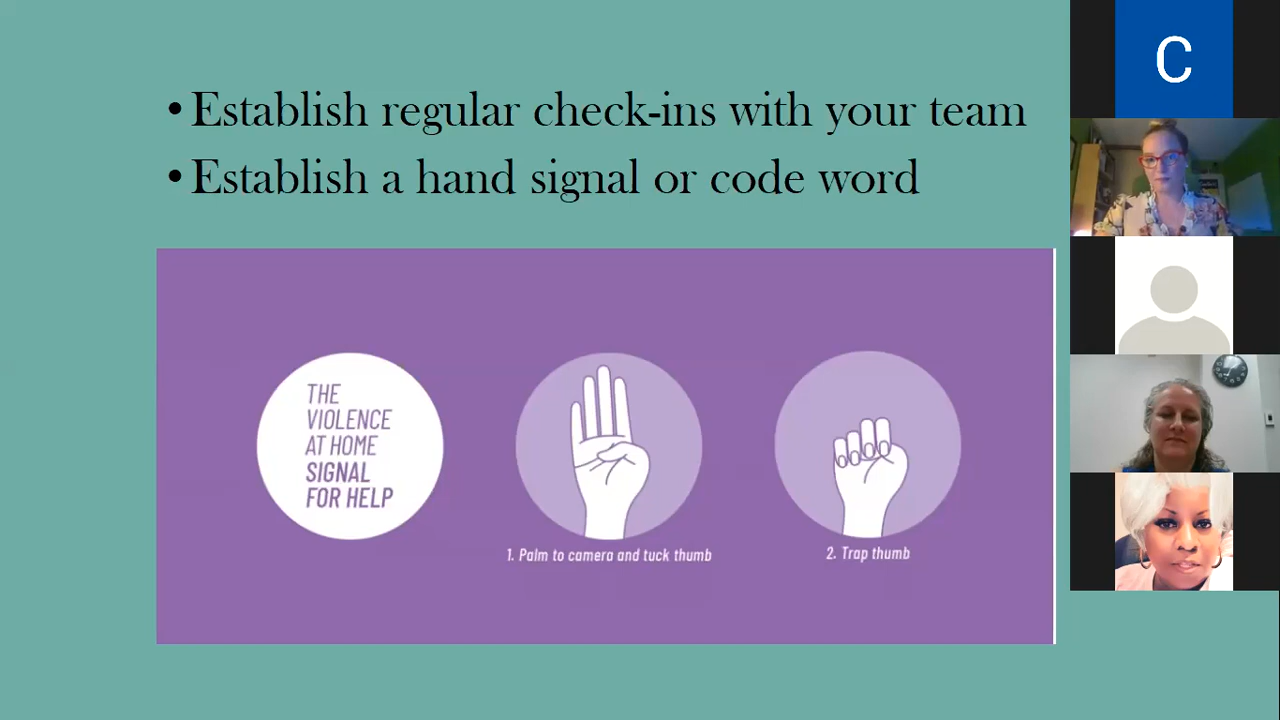 • Establish regular check-ins with your team
• Establish a hand signal or code word
THE
VIOLENCE
AT HOME
SIGNAL
FOR HELP
1. Palm to camera and tuck thumb
2. Trap thumb
C